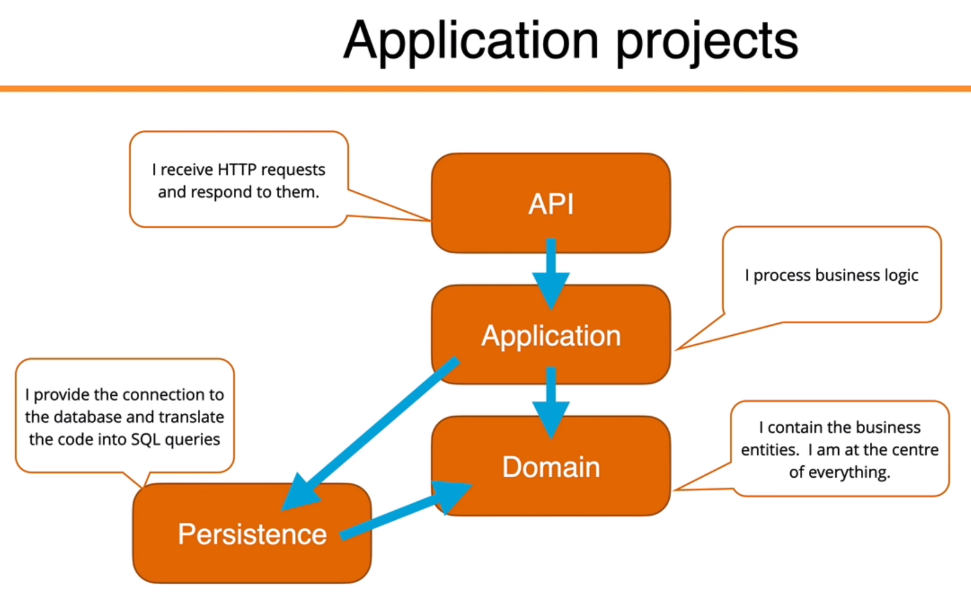 Application projects
I receive HTTP requests
and respond to them.
API
I process business logic
Application
I provide the connection to
the database and translate
the code into SQL queries
I contain the business
entities.  I am at the centre
of everything.
Domain
Persistence